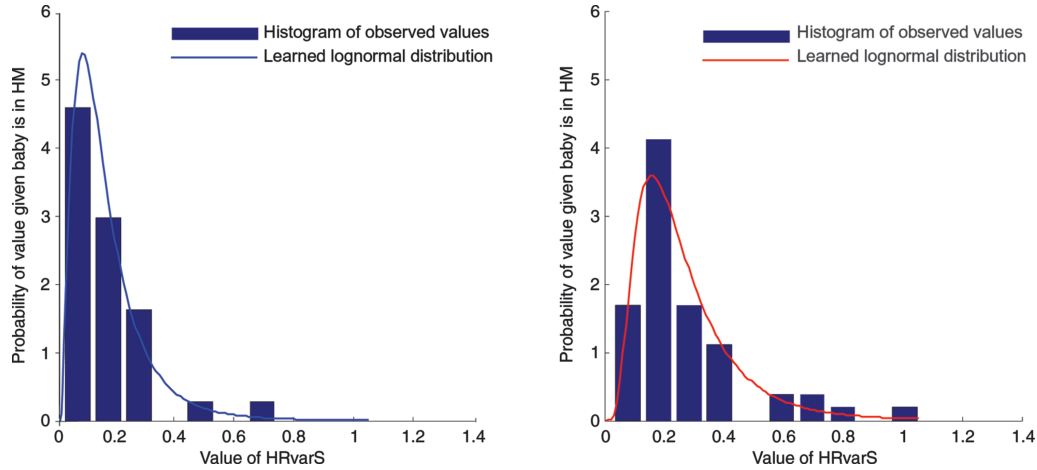 6
Histogram of observed values
Learned lognormal distribution
5
4
3
2
1
0
Probability of value given baby is in HM
0 0.2 0.4 0.6 0.8 1 1.2 1.4
Value of HRvarS
6
Histogram of observed values
Learned lognormal distribution
5
4
3
2
1
0
Probability of value given baby is in HM
0 0.2 0.4 0.6 0.8 1 1.2 1.4
Value of HRvarS